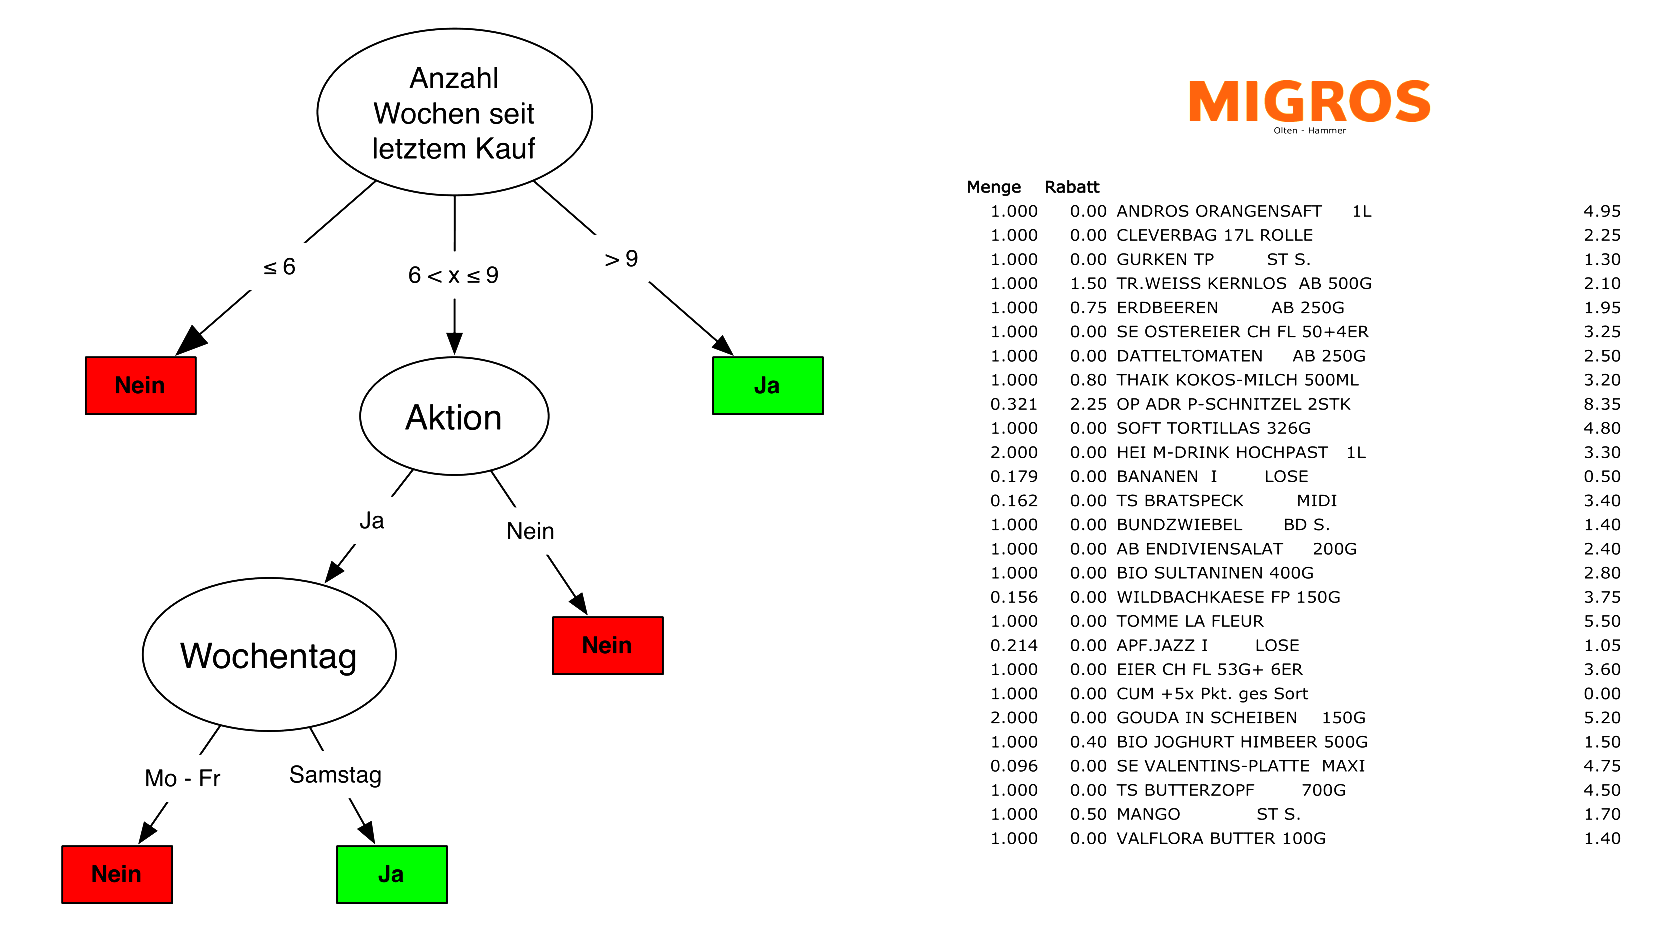 Anzahl
Wochen seit
letztem Kauf
≤ 6
6 < x ≤ 9
> 9
Nein
Aktion
Ja
Ja
Nein
Wochentag
Nein
Mo - Fr
Samstag
Nein
Ja
MIGROS
Olten - Hammer
Menge Rabatt
1.000 0.00 ANDROS ORANGENSAFT 1L 4.95
1.000 0.00 CLEVERBAG 17L ROLLE 2.25
1.000 0.00 GURKEN TP ST S. 1.30
1.000 1.50 TR.WEISS KERNLOS AB 500G 2.10
1.000 0.75 ERDBEEREN AB 250G 1.95
1.000 0.00 SE OSTEREIER CH FL 50+4ER 3.25
1.000 0.00 DATTELTOMATEN AB 250G 2.50
1.000 0.80 THAIK KOKOS-MILCH 500ML 3.20
0.321 2.25 OP ADR P-SCHNITZEL 2STK 8.35
1.000 0.00 SOFT TORTILLAS 326G 4.80
2.000 0.00 HEI M-DRINK HOCHPAST 1L 3.30
0.179 0.00 BANANEN I LOSE 0.50
0.162 0.00 TS BRATSPECK MIDI 3.40
1.000 0.00 BUNDZWIEBEL BD S. 1.40
1.000 0.00 AB ENDIVIENSALAT 200G 2.40
1.000 0.00 BIO SULTANINEN 400G 2.80
0.156 0.00 WILDBACHKAESE FP 150G 3.75
1.000 0.00 TOMME LA FLEUR 5.50
0.214 0.00 APF.JAZZ I LOSE 1.05
1.000 0.00 EIER CH FL 53G+ 6ER 3.60
1.000 0.00 CUM +5x Pkt. ges Sort 0.00
2.000 0.00 GOUDA IN SCHEIBEN 150G 5.20
1.000 0.40 BIO JOGHURT HIMBEER 500G 1.50
0.096 0.00 SE VALENTINS-PLATTE MAXI 4.75
1.000 0.00 TS BUTTERZOPF 700G 4.50
1.000 0.50 MANGO ST S. 1.70
1.000 0.00 VALFLORA BUTTER 100G 1.40